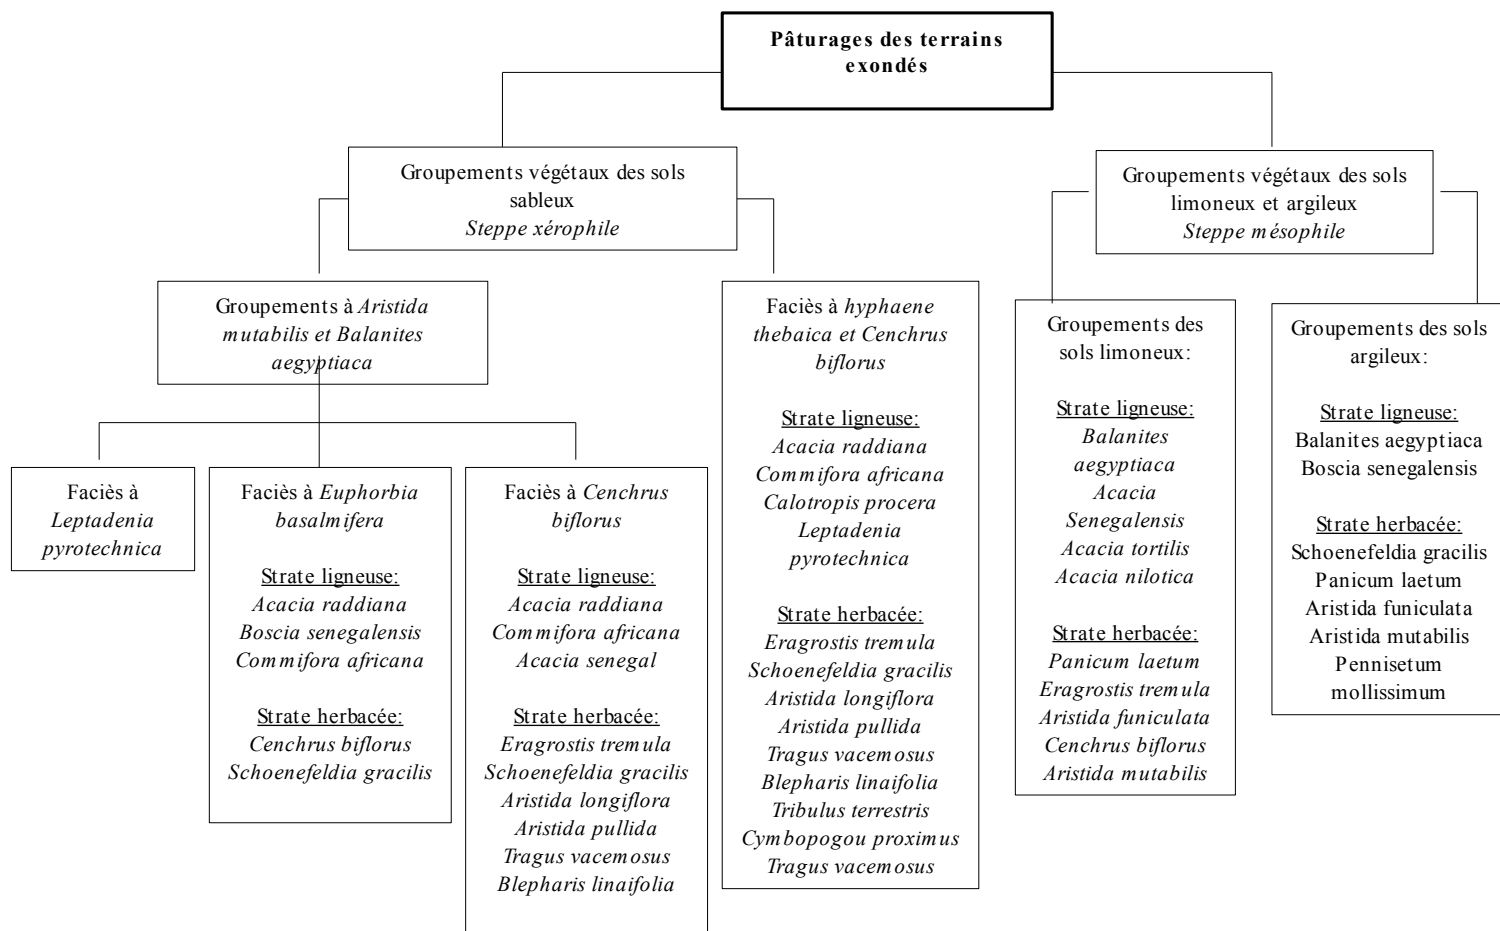 Pâturages des terrains
exondés
Groupements végétaux des sols
sableux
Steppe xérophile
Groupements végétaux des sols
limoneux et argileux
Steppe mésophile
Groupements à Aristida
mutabilis et Balanites
aegyptiaca
Faciès à
Leptadenia
pyrotechnica
Faciès à Euphorbia
basalmifera
Strate ligneuse:
Acacia raddiana
Boscia senegalensis
Commifora africana
Strate herbacée:
Cenchrus biflorus
Schoenefeldia gracilis
Faciès à Cenchrus
biflorus
Strate ligneuse:
Acacia raddiana
Commifora africana
Acacia senegal
Strate herbacée:
Eragrostis tremula
Schoenefeldia gracilis
Aristida longiflora
Aristida pullida
Tragus vacemosus
Blepharis linaifolia
Faciès à hyphaene
thebaica et Cenchrus
biflorus
Strate ligneuse:
Acacia raddiana
Commifora africana
Calotropis procera
Leptadenia
pyrotechnica
Strate herbacée:
Eragrostis tremula
Schoenefeldia gracilis
Aristida longiflora
Aristida pullida
Tragus vacemosus
Blepharis linaifolia
Tribulus terrestris
Cymbopogou proximus
Tragus vacemosus
Groupements des
sols limoneux:
Strate ligneuse:
Balanites
aegyptiaca
Acacia
Senegalensis
Acacia tortilis
Acacia nilotica
Strate herbacée:
Panicum laetum
Eragrostis tremula
Aristida funiculata
Cenchrus biflorus
Aristida mutabilis
Groupements des sols
argileux:
Strate ligneuse:
Balanites aegyptiaca
Boscia senegalensis
Strate herbacée:
Schoenefeldia gracilis
Panicum laetum
Aristida funiculata
Aristida mutabilis
Pennisetum
mollissimum